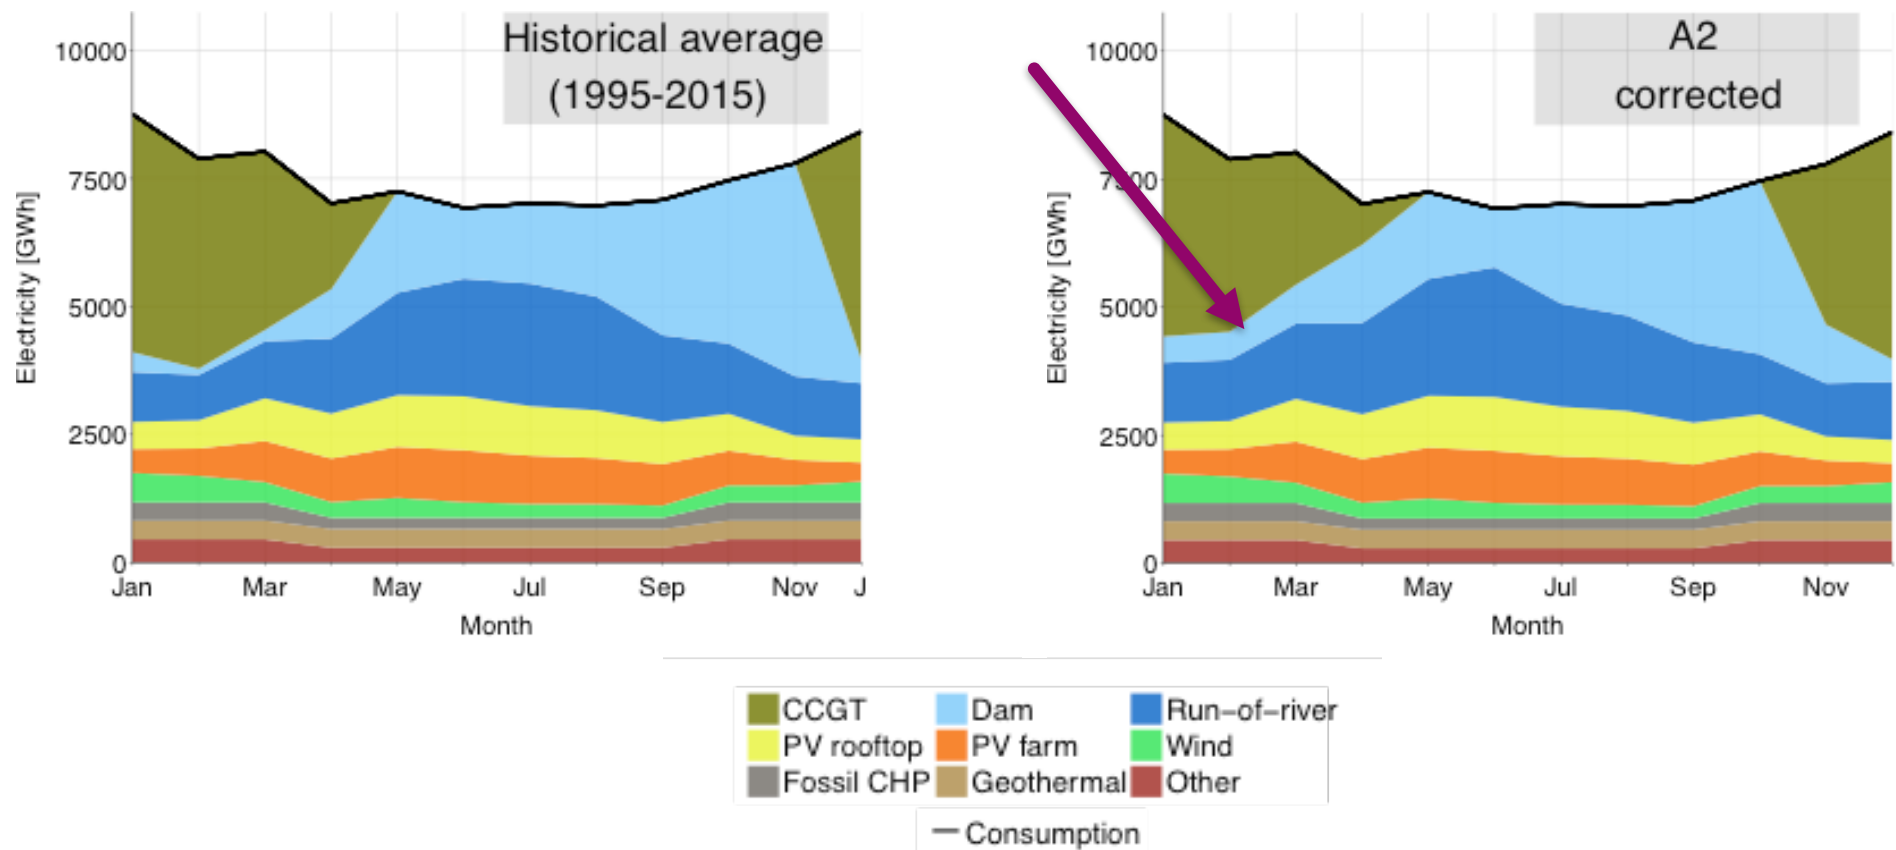 Historical average
(1995-2015)
10000
7500
5000
2500
0
Electricity [GWh]
Jan Mar May Jul Sep Nov J
Month
A2
corrected
10000
7500
5000
2500
0
Electricity [GWh]
Jan Mar May Jul Sep Nov
Month
CCGT Dam Run-of-river
PV rooftop PV farm Wind
Fossil CHP Geothermal Other
Consumption